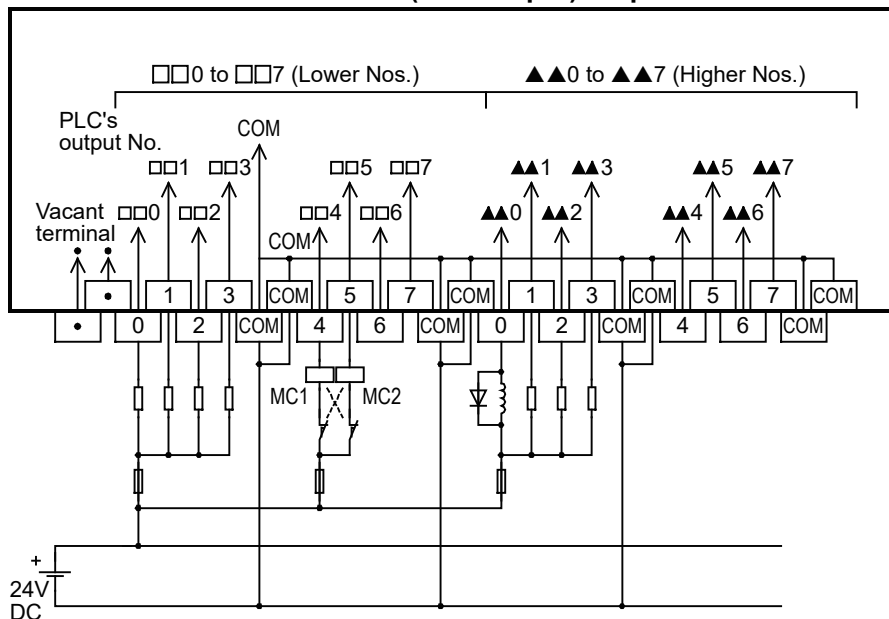 □□0 to □□7 (Lower Nos.) ▲▲0 to ▲▲7 (Higher Nos.)
PLC's
output No.
COM
□□1 □□3 □□5 □□7 ▲▲1 ▲▲3 ▲▲5 ▲▲7
Vacant
terminal
□□0 □□2 □□4 □□6 ▲▲0 ▲▲2 ▲▲4 ▲▲6
COM
• 1 3 COM 5 7 COM 1 3 COM 5 7 COM
• 0 2 COM 4 6 COM 0 2 COM 4 6 COM
MC1 MC2
+
24V
DC